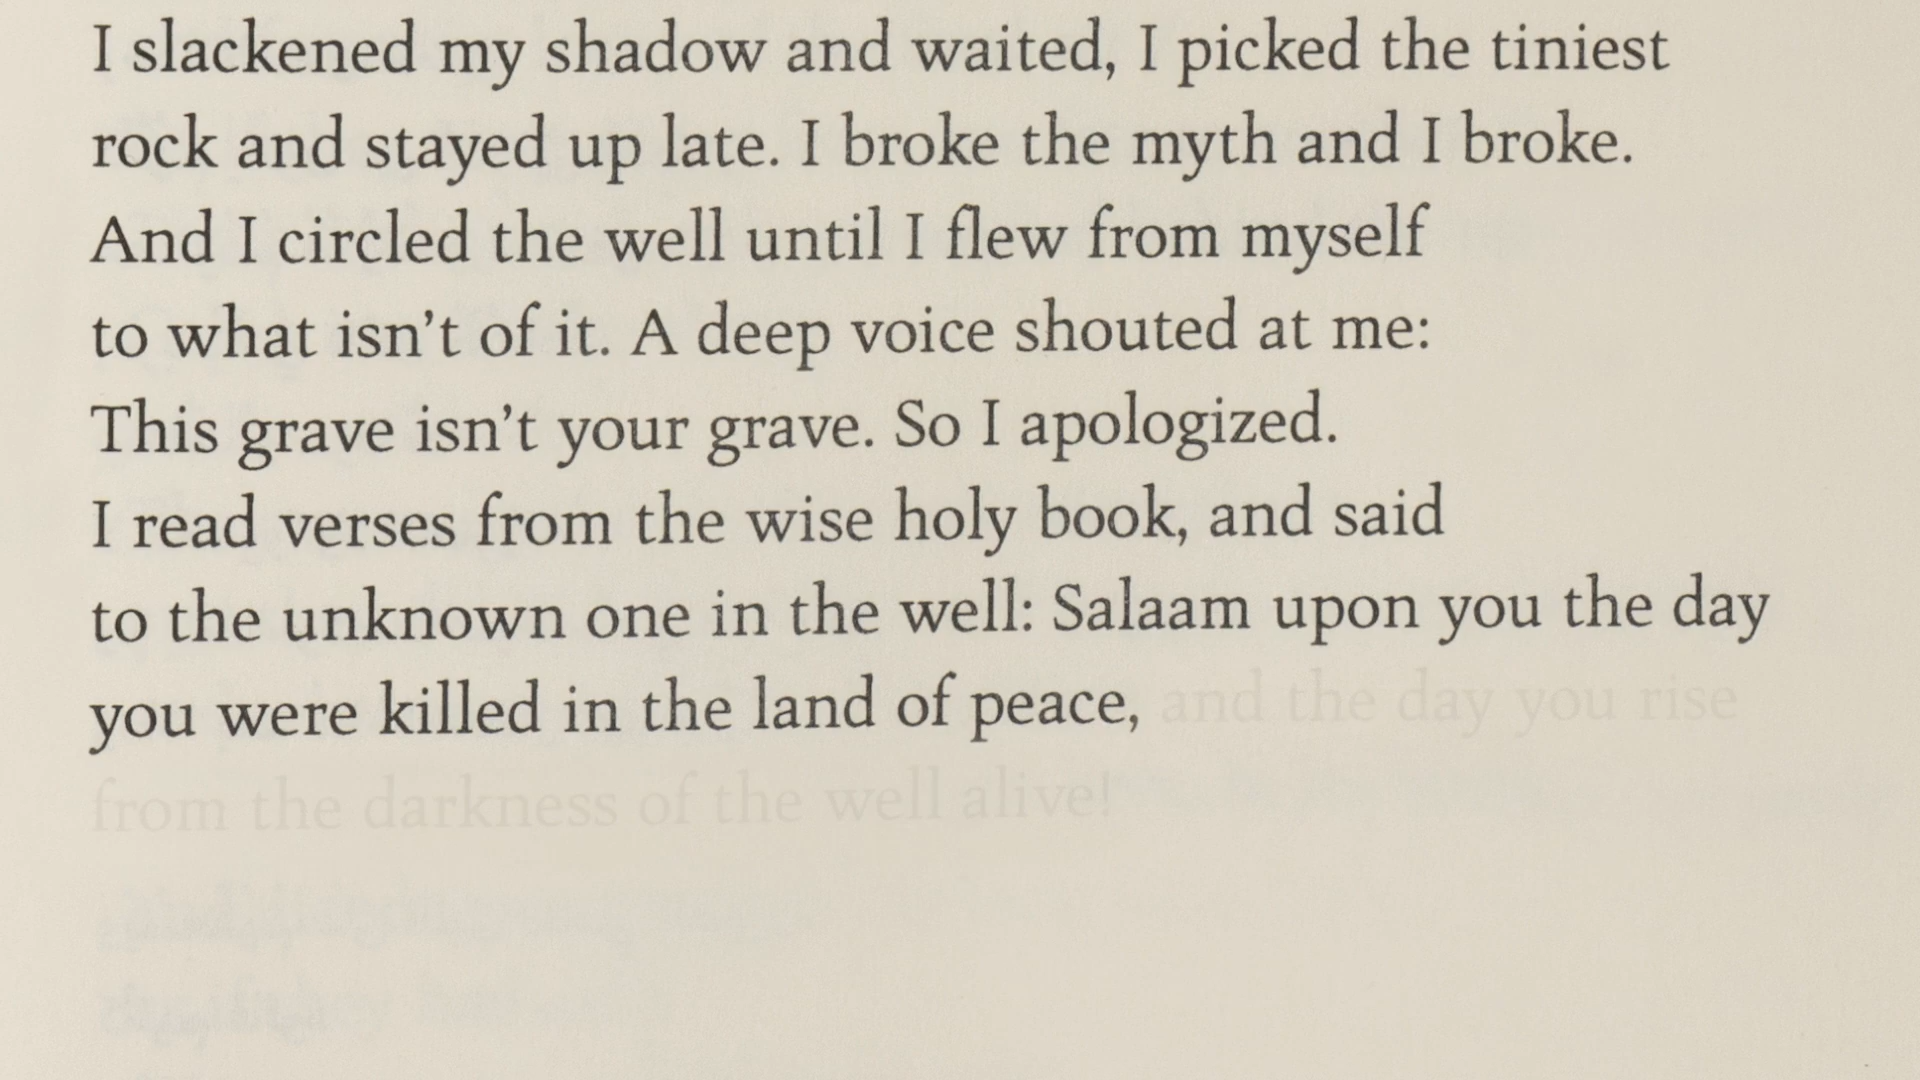 I slackened my shadow and waited, I picked the tiniest
rock and stayed up late. I broke the myth and I broke.
And I circled the well until I flew from myself
to what isn’t of it. A deep voice shouted at me:
This grave isn’t your grave. So I apologized.
I read verses from the wise holy book, and said
to the unknown one in the well: Salaam upon you the day
you were killed in the land of peace, and the day you rise
from the darkness of the well alive!